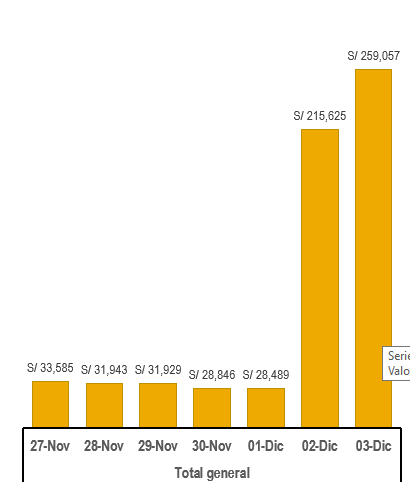 S/ 259,057
S/ 215,625
S/ 33,585
S/ 31,943
S/ 31,929
S/ 28,846
S/ 28,489
27-Nov
28-Nov
29-Nov
30-Nov
01-Dic
02-Dic
03-Dic
Total general